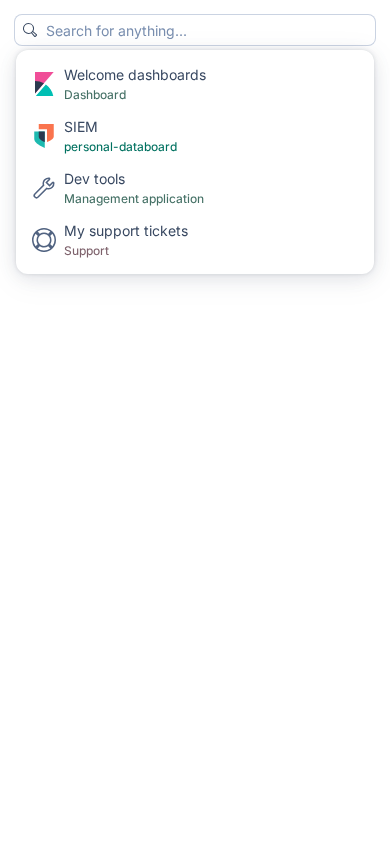 Search for anything...
Welcome dashboards
Dashboard
SIEM
personal-databoard
Dev tools
Management application
My support tickets
Support